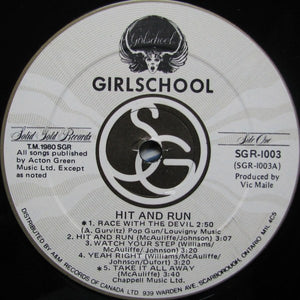 Girlschool
GIRLSCHOOL
Solid Gold Records
T.M. 1980 SGR
All songs published
by Acton Green
Music Ltd, Except
as noted
Side One
SGR-1003
(SGR-1003A)
Produced by
Vic Maile
SG
HIT AND RUN
*1. RACE WITH THE DEVIL 2:50
(A. Gurvitz) Pop Gun/Louvigny Music
2. HIT AND RUN (McAuliffe/Johnson) 3:07
3. WATCH YOUR STEP (Williams/
McAuliffe/Johnson) 3:20
4. YEAH RIGHT (Williams/McAuliffe/
Johnson/Dufort) 3:20
*5. TAKE IT ALL AWAY
(McAuliffe) 3:43
Chappell Music Ltd.
DISTRIBUTED BY A&M RECORDS OF CANADA LTD. 939 WARDEN AVE. SCARBOROUGH, ONTARIO M1L 4C5